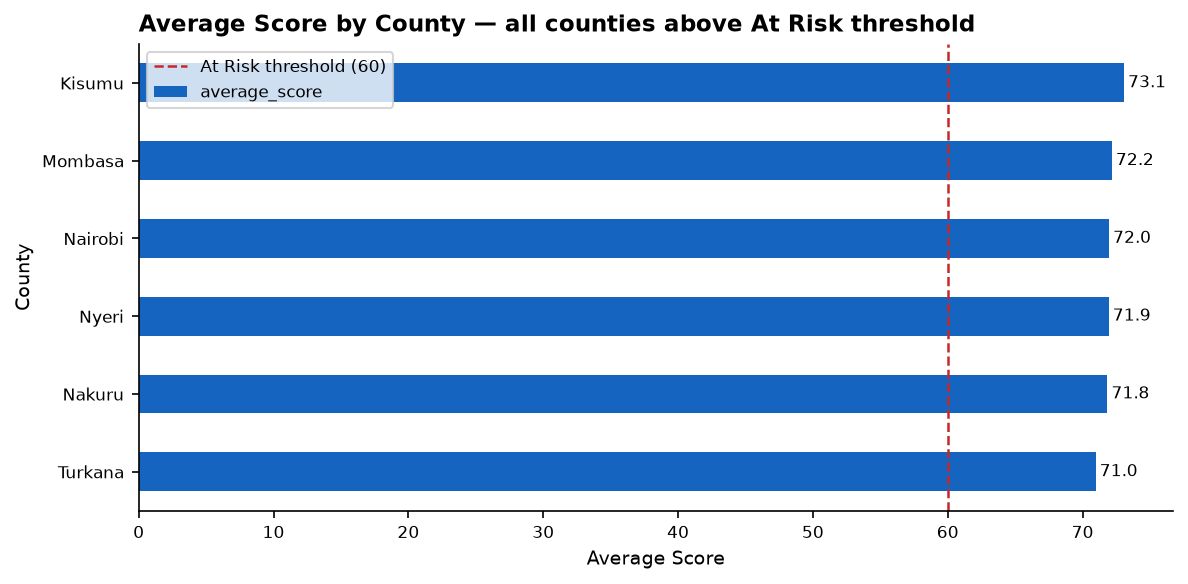 Average Score by County — all counties above At Risk threshold
At Risk threshold (60)
average_score
County
Kisumu
73.1
Mombasa
72.2
Nairobi
72.0
Nyeri
71.9
Nakuru
71.8
Turkana
71.0
0 10 20 30 40 50 60 70
Average Score